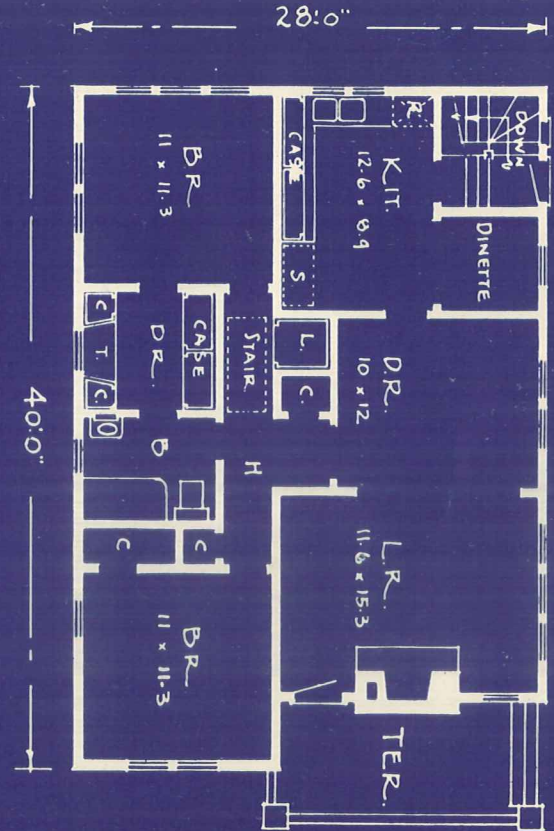 28:0"
DOWN
R
CASE
KIT.
12.6 x 8.9
BR
11 x 11.3
DINETTE
S
C
T.
C
DR.
CASE
STAIR
L.
C.
D.R.
10 x 12
40:0"
B
H
C
C
L.R.
11.6 x 15.3
BR
11 x 11.3
TER.